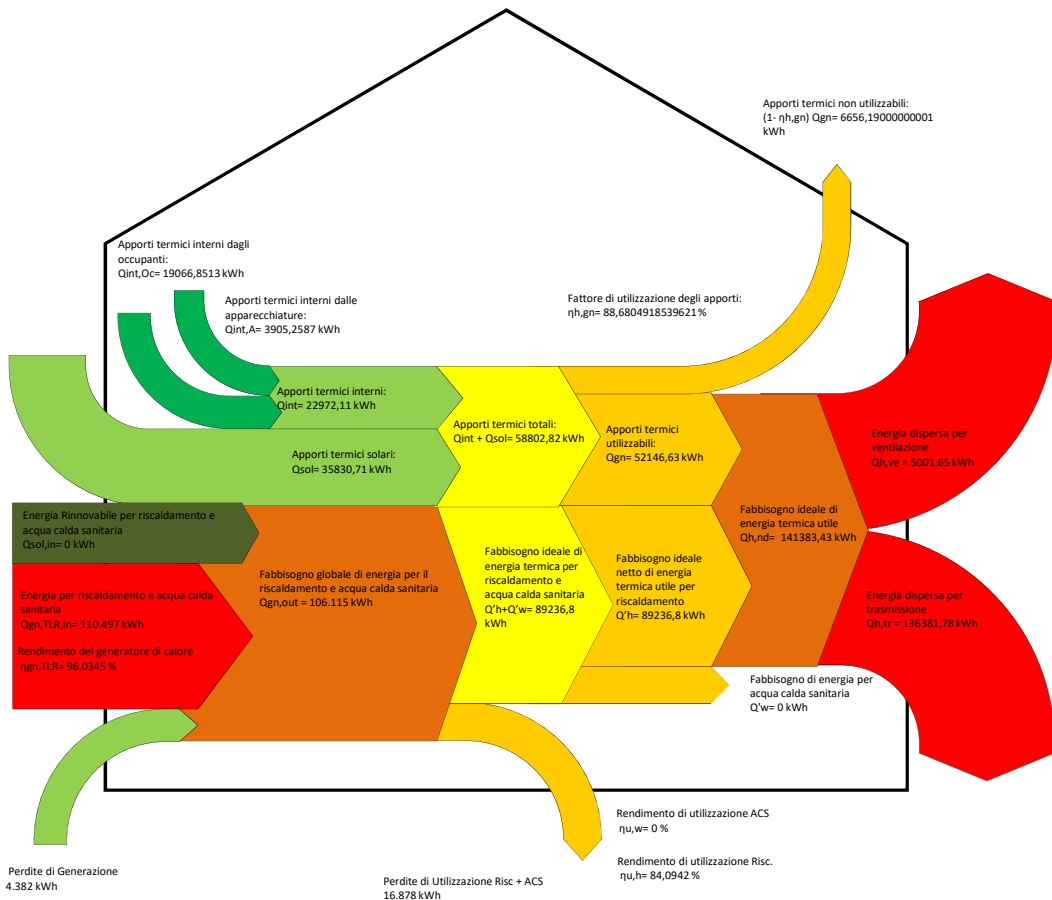 Apporti termici non utilizzabili:
(1- ηh,gn) Qgn= 6656,19000000001
kWh
Apporti termici interni dagli
occupanti:
Qint,Oc= 19066,8513 kWh
Apporti termici interni dalle
apparecchiature:
Qint,A= 3905,2587 kWh
Fattore di utilizzazione degli apporti:
ηh,gn= 88,6804918539621 %
Apporti termici interni:
Qint= 22972,11 kWh
Apporti termici totali:
Qint + Qsol= 58802,82 kWh
Apporti termici
utilizzabili:
Qgn= 52146,63 kWh
Energia dispersa per
ventilazione
Qh,ve = 5001,65 kWh
Apporti termici solari:
Qsol= 35830,71 kWh
Energia Rinnovabile per riscaldamento e
acqua calda sanitaria
Qsol,in= 0 kWh
Fabbisogno ideale di
energia termica utile
Qh,nd= 141383,43 kWh
Fabbisogno globale di energia per il
riscaldamento e acqua calda sanitaria
Qgn,out = 106.115 kWh
Fabbisogno ideale di
energia termica per
riscaldamento e
acqua calda sanitaria
Q'h+Q'w= 89236,8
kWh
Fabbisogno ideale
netto di energia
termica utile per
riscaldamento
Q'h= 89236,8 kWh
Energia per riscaldamento e acqua calda
sanitaria
Qgn,TLR,in= 110.497 kWh
Rendimento del generatore di calore
ηgn,TLR= 96,0345 %
Energia dispersa per
trasmissione
Qh,tr = 136381,78 kWh
Fabbisogno di energia per
acqua calda sanitaria
Q'w= 0 kWh
Rendimento di utilizzazione ACS
ηu,w= 0 %
Rendimento di utilizzazione Risc.
ηu,h= 84,0942 %
Perdite di Generazione
4.382 kWh
Perdite di Utilizzazione Risc + ACS
16.878 kWh